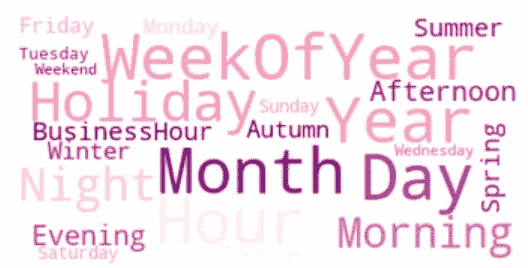 Friday Monday Summer
Tuesday WeekOfYear
Weekend
Holiday Sunday Year Afternoon
BusinessHour Autumn
Winter Wednesday Spring
Night Month Day
Evening Hour Morning
Saturday